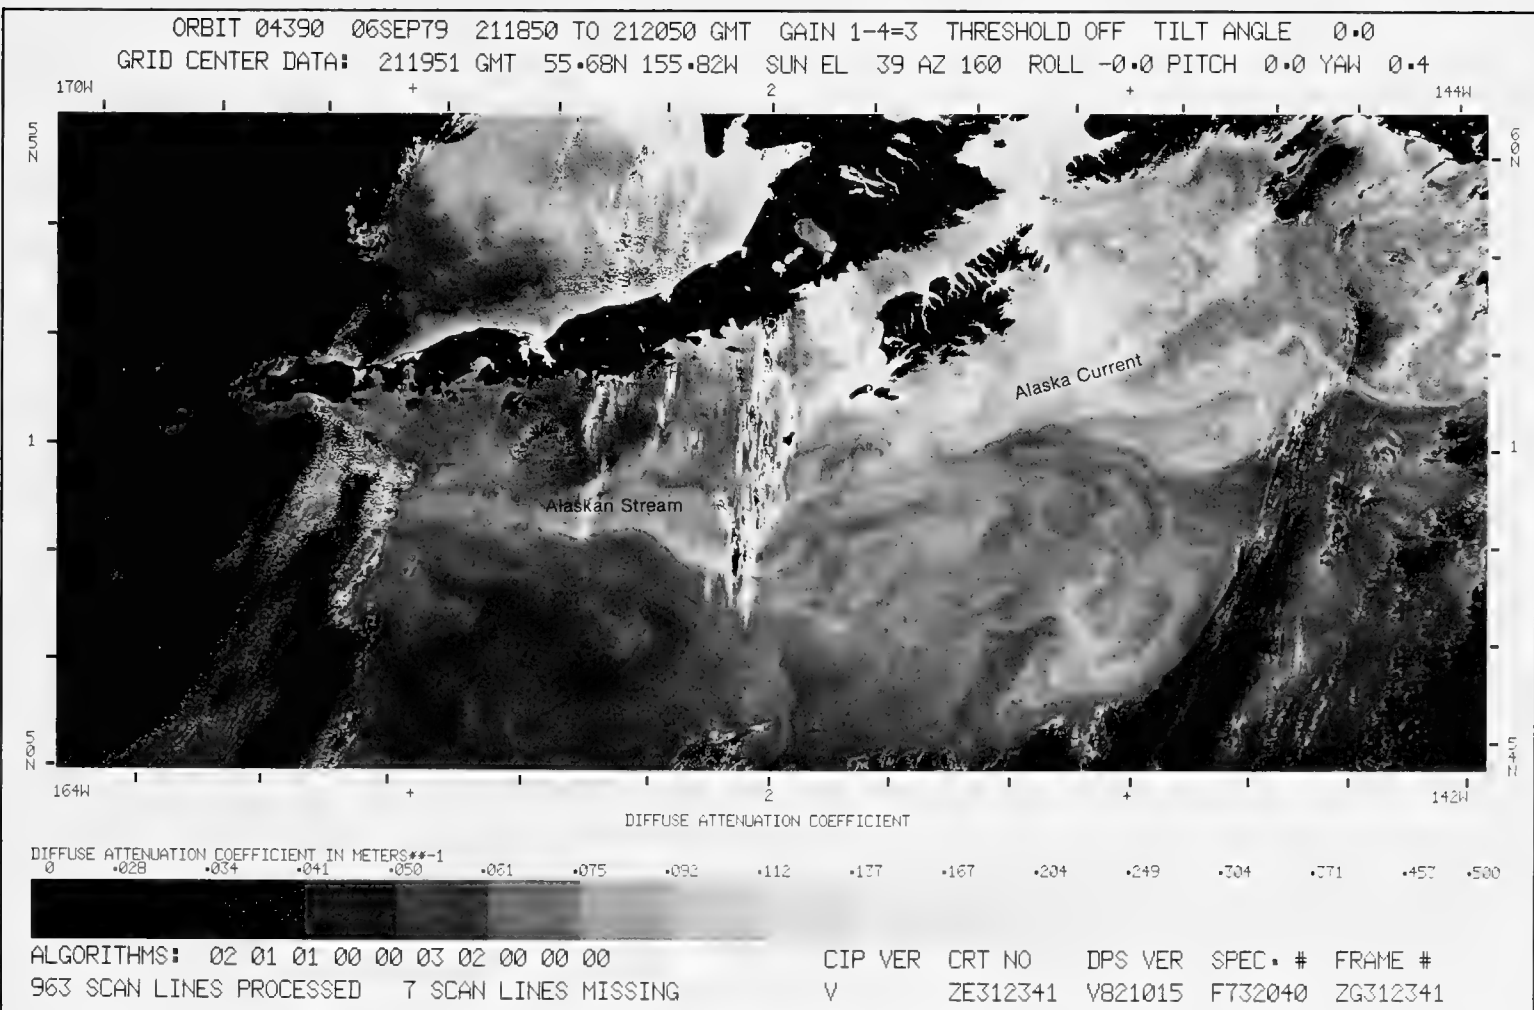 ORBIT 04390 06SEP79 211850 TO 212050 GMT GAIN 1-4=3 THRESHOLD OFF TILT ANGLE 0.0
GRID CENTER DATA: 211951 GMT 55.68N 155.82W SUN EL 39 AZ 160 ROLL -0.0 PITCH 0.0 YAW 0.4
170W + 2 + 144W
55N
60N
Alaska Current
1
1
Alaskan Stream
50N
54N
164W + 2 + 142W
DIFFUSE ATTENUATION COEFFICIENT
DIFFUSE ATTENUATION COEFFICIENT IN METERS**-1
0 .028 .034 .041 .050 .061 .075 .092 .112 .137 .167 .204 .249 .304 .371 .453 .500
ALGORITHMS: 02 01 01 00 00 03 02 00 00 00
CIP VER CRT NO DPS VER SPEC. # FRAME #
963 SCAN LINES PROCESSED 7 SCAN LINES MISSING
V ZE312341 V821015 F732040 ZG312341